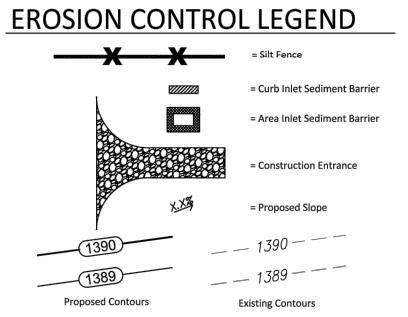 EROSION CONTROL LEGEND
X X = Silt Fence
= Curb Inlet Sediment Barrier
= Area Inlet Sediment Barrier
= Construction Entrance
X.X% = Proposed Slope
1390 1390
1389 1389
Proposed Contours Existing Contours